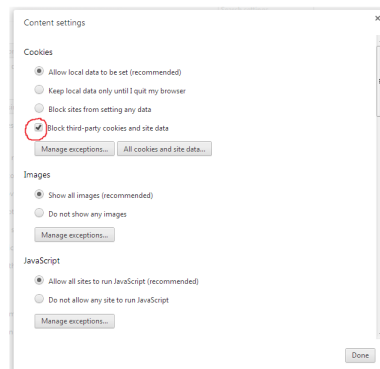 Content settings
Cookies
Allow local data to be set (recommended)
Keep local data only until I quit my browser
Block sites from setting any data
Block third-party cookies and site data
Manage exceptions... All cookies and site data...
Images
Show all images (recommended)
Do not show any images
Manage exceptions...
JavaScript
Allow all sites to run JavaScript (recommended)
Do not allow any site to run JavaScript
Manage exceptions...
Done